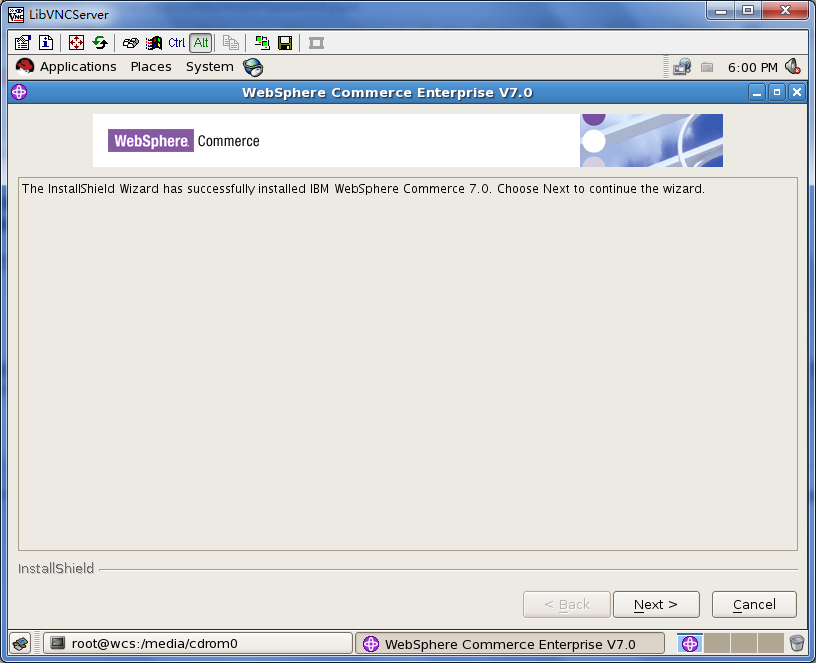 LibVNCServer
Ctrl Alt
Applications Places System 6:00 PM
WebSphere Commerce Enterprise V7.0
WebSphere. Commerce
The InstallShield Wizard has successfully installed IBM WebSphere Commerce 7.0. Choose Next to continue the wizard.
InstallShield
< Back Next > Cancel
root@wcs:/media/cdrom0 WebSphere Commerce Enterprise V7.0